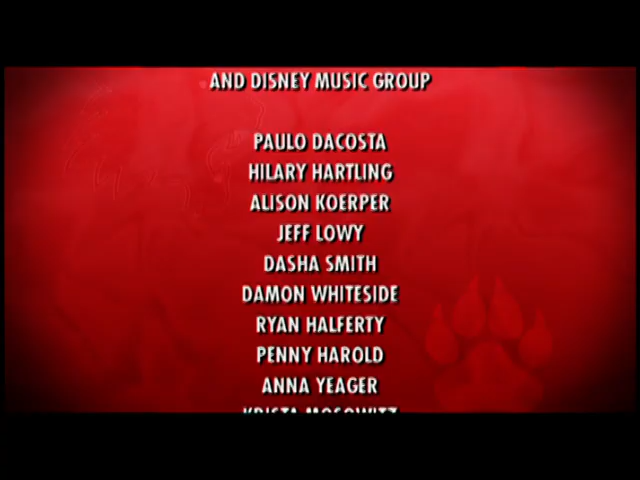 AND DISNEY MUSIC GROUP
PAULO DACOSTA
HILARY HARTLING
ALISON KOERPER
JEFF LOWY
DASHA SMITH
DAMON WHITESIDE
RYAN HALFERTY
PENNY HAROLD
ANNA YEAGER